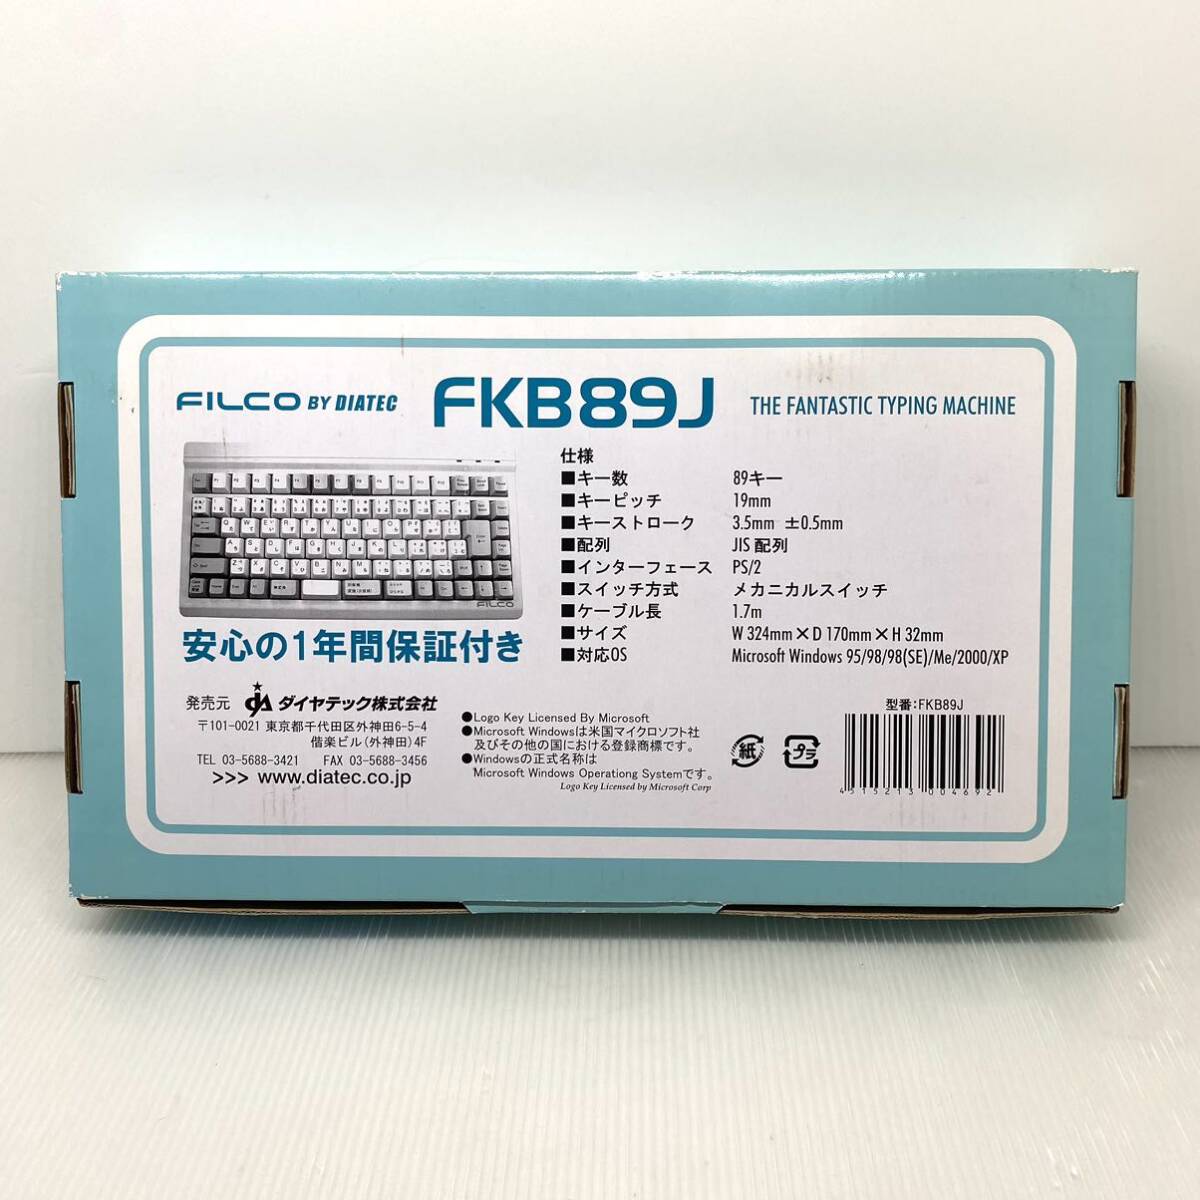 FILCO BY DIATEC
FKB89J
THE FANTASTIC TYPING MACHINE
仕様
■キー数 89キー
■キーピッチ 19mm
■キーストローク 3.5mm ±0.5mm
■配列 JIS 配列
■インターフェース PS/2
■スイッチ方式 メカニカルスイッチ
■ケーブル長 1.7m
■サイズ W 324mm×D 170mm×H 32mm
■対応OS Microsoft Windows 95/98/98(SE)/Me/2000/XP
FILCO
安心の1年間保証付き
発売元 ダイヤテック株式会社
〒101-0021 東京都千代田区外神田6-5-4
偕楽ビル(外神田)4F
TEL 03-5688-3421 FAX 03-5688-3456
>>> www.diatec.co.jp
●Logo Key Licensed By Microsoft
●Microsoft Windowsは米国マイクロソフト社
及びその他の国における登録商標です。
●Windowsの正式名称は
Microsoft Windows Operationg Systemです。
Logo Key Licensed by Microsoft Corp
紙
プラ
型番:FKB89J
4515213004692